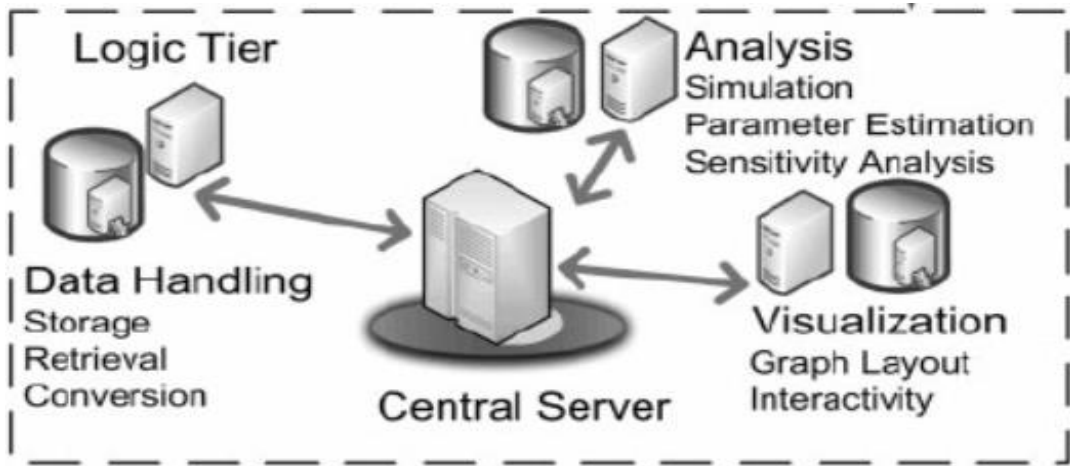 Logic Tier
Analysis
Simulation
Parameter Estimation
Sensitivity Analysis
Data Handling
Storage
Retrieval
Conversion
Central Server
Visualization
Graph Layout
Interactivity